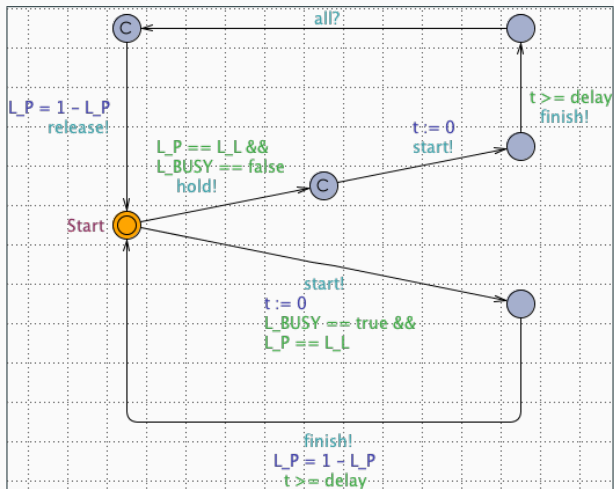 all?
C
L_P = 1 - L_P
release!
t >= delay
finish!
t := 0
start!
L_P == L_L &&
L_BUSY == false
hold!
C
Start
start!
t := 0
L_BUSY == true &&
L_P == L_L
finish!
L_P = 1 - L_P
t >= delay